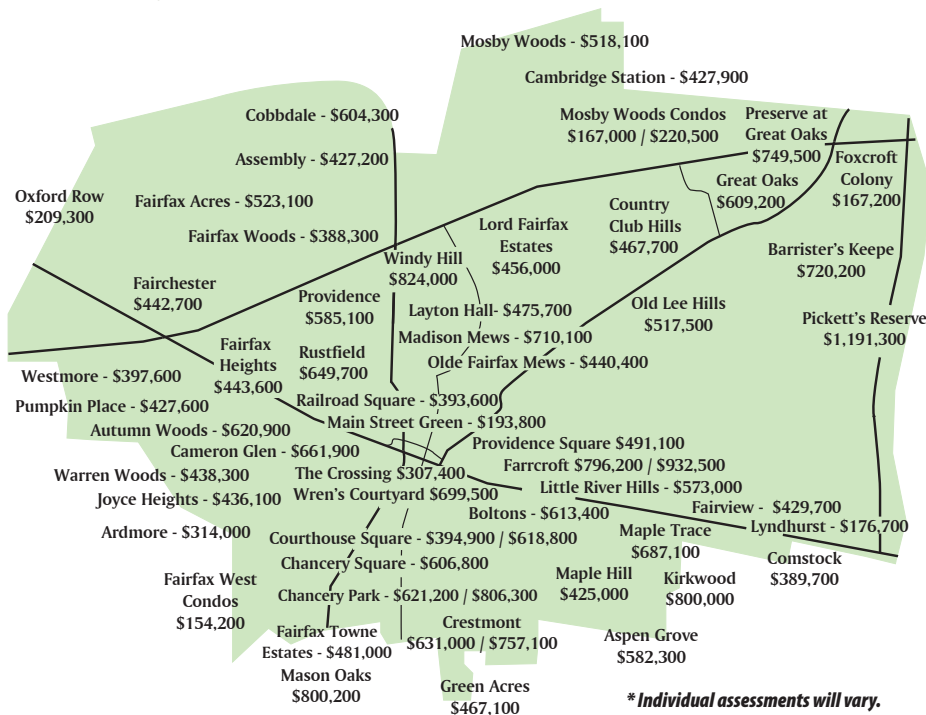 Mosby Woods - $518,100
Cambridge Station - $427,900
Cobbdale - $604,300
Mosby Woods Condos
$167,000 / $220,500
Preserve at
Great Oaks
$749,500
Assembly - $427,200
Foxcroft
Colony
$167,200
Great Oaks
$609,200
Oxford Row
$209,300
Fairfax Acres - $523,100
Country
Club Hills
$467,700
Lord Fairfax
Estates
$456,000
Fairfax Woods - $388,300
Windy Hill
$824,000
Barrister's Keepe
$720,200
Fairchester
$442,700
Providence
$585,100
Layton Hall- $475,700
Old Lee Hills
$517,500
Pickett's Reserve
$1,191,300
Madison Mews - $710,100
Fairfax
Heights
$443,600
Rustfield
$649,700
Olde Fairfax Mews - $440,400
Westmore - $397,600
Railroad Square - $393,600
Pumpkin Place - $427,600
Main Street Green - $193,800
Autumn Woods - $620,900
Providence Square $491,100
Cameron Glen - $661,900
Farrcroft $796,200 / $932,500
Warren Woods - $438,300
The Crossing $307,400
Little River Hills - $573,000
Joyce Heights - $436,100
Wren's Courtyard $699,500
Fairview - $429,700
Boltons - $613,400
Lyndhurst - $176,700
Ardmore - $314,000
Courthouse Square - $394,900 / $618,800
Maple Trace
$687,100
Chancery Square - $606,800
Comstock
$389,700
Fairfax West
Condos
$154,200
Maple Hill
$425,000
Kirkwood
$800,000
Chancery Park - $621,200 / $806,300
Crestmont
$631,000 / $757,100
Fairfax Towne
Estates - $481,000
Aspen Grove
$582,300
Mason Oaks
$800,200
Green Acres
$467,100
* Individual assessments will vary.